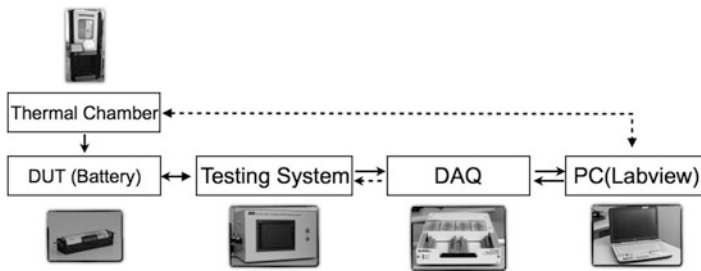 Thermal Chamber
DUT (Battery)
Testing System
DAQ
PC(Labview)